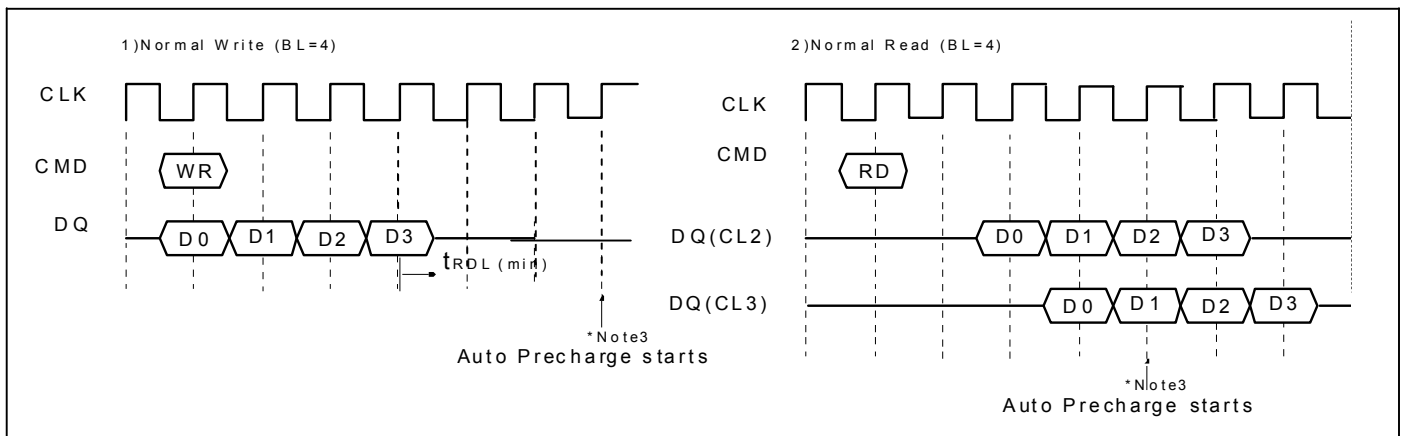 1)Normal Write (BL=4)
CLK
CMD
WR
DQ
D0 D1 D2 D3
tRDL (min)
*Note3
Auto Precharge starts
2)Normal Read (BL=4)
CLK
CMD
RD
DQ(CL2)
D0 D1 D2 D3
DQ(CL3)
D0 D1 D2 D3
*Note3
Auto Precharge starts